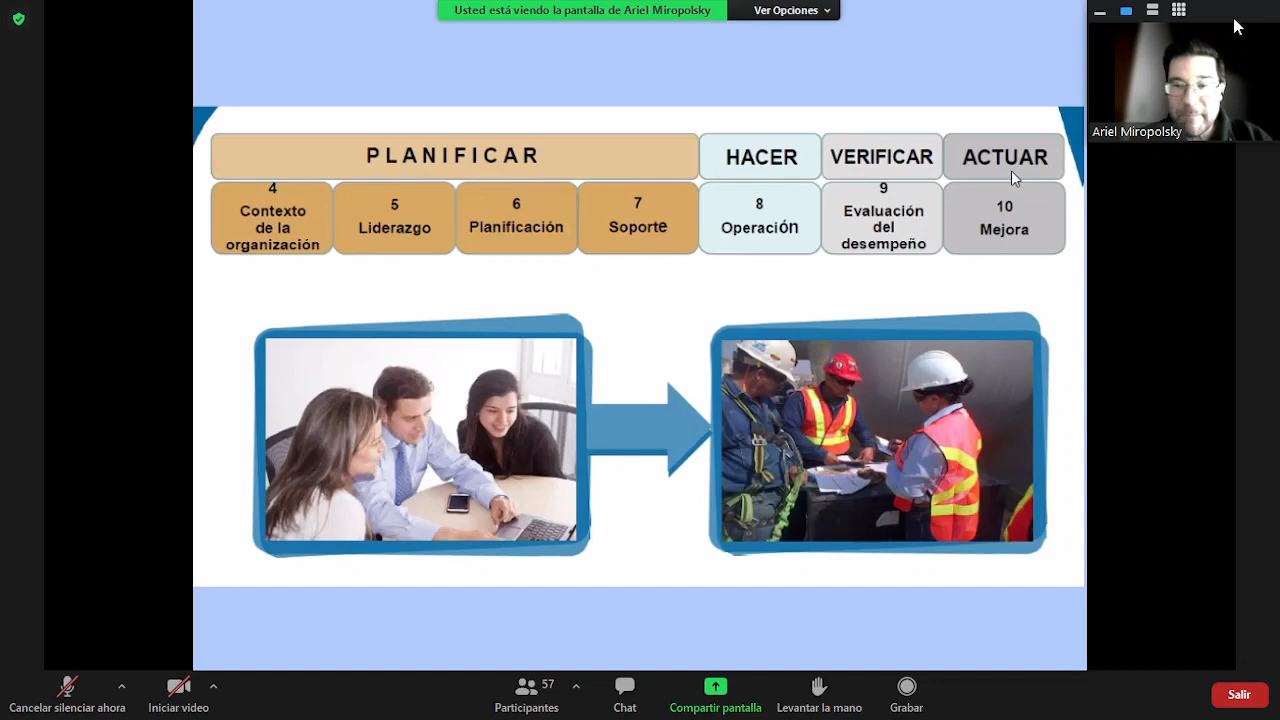 Usted está viendo la pantalla de Ariel Miropolsky
Ver Opciones
Ariel Miropolsky
PLANIFICAR
HACER
VERIFICAR
ACTUAR
4
Contexto
de la
organización
5
Liderazgo
6
Planificación
7
Soporte
8
Operación
9
Evaluación
del
desempeño
10
Mejora
Cancelar silenciar ahora
Iniciar video
57
Participantes
Chat
Compartir pantalla
Levantar la mano
Grabar
Salir